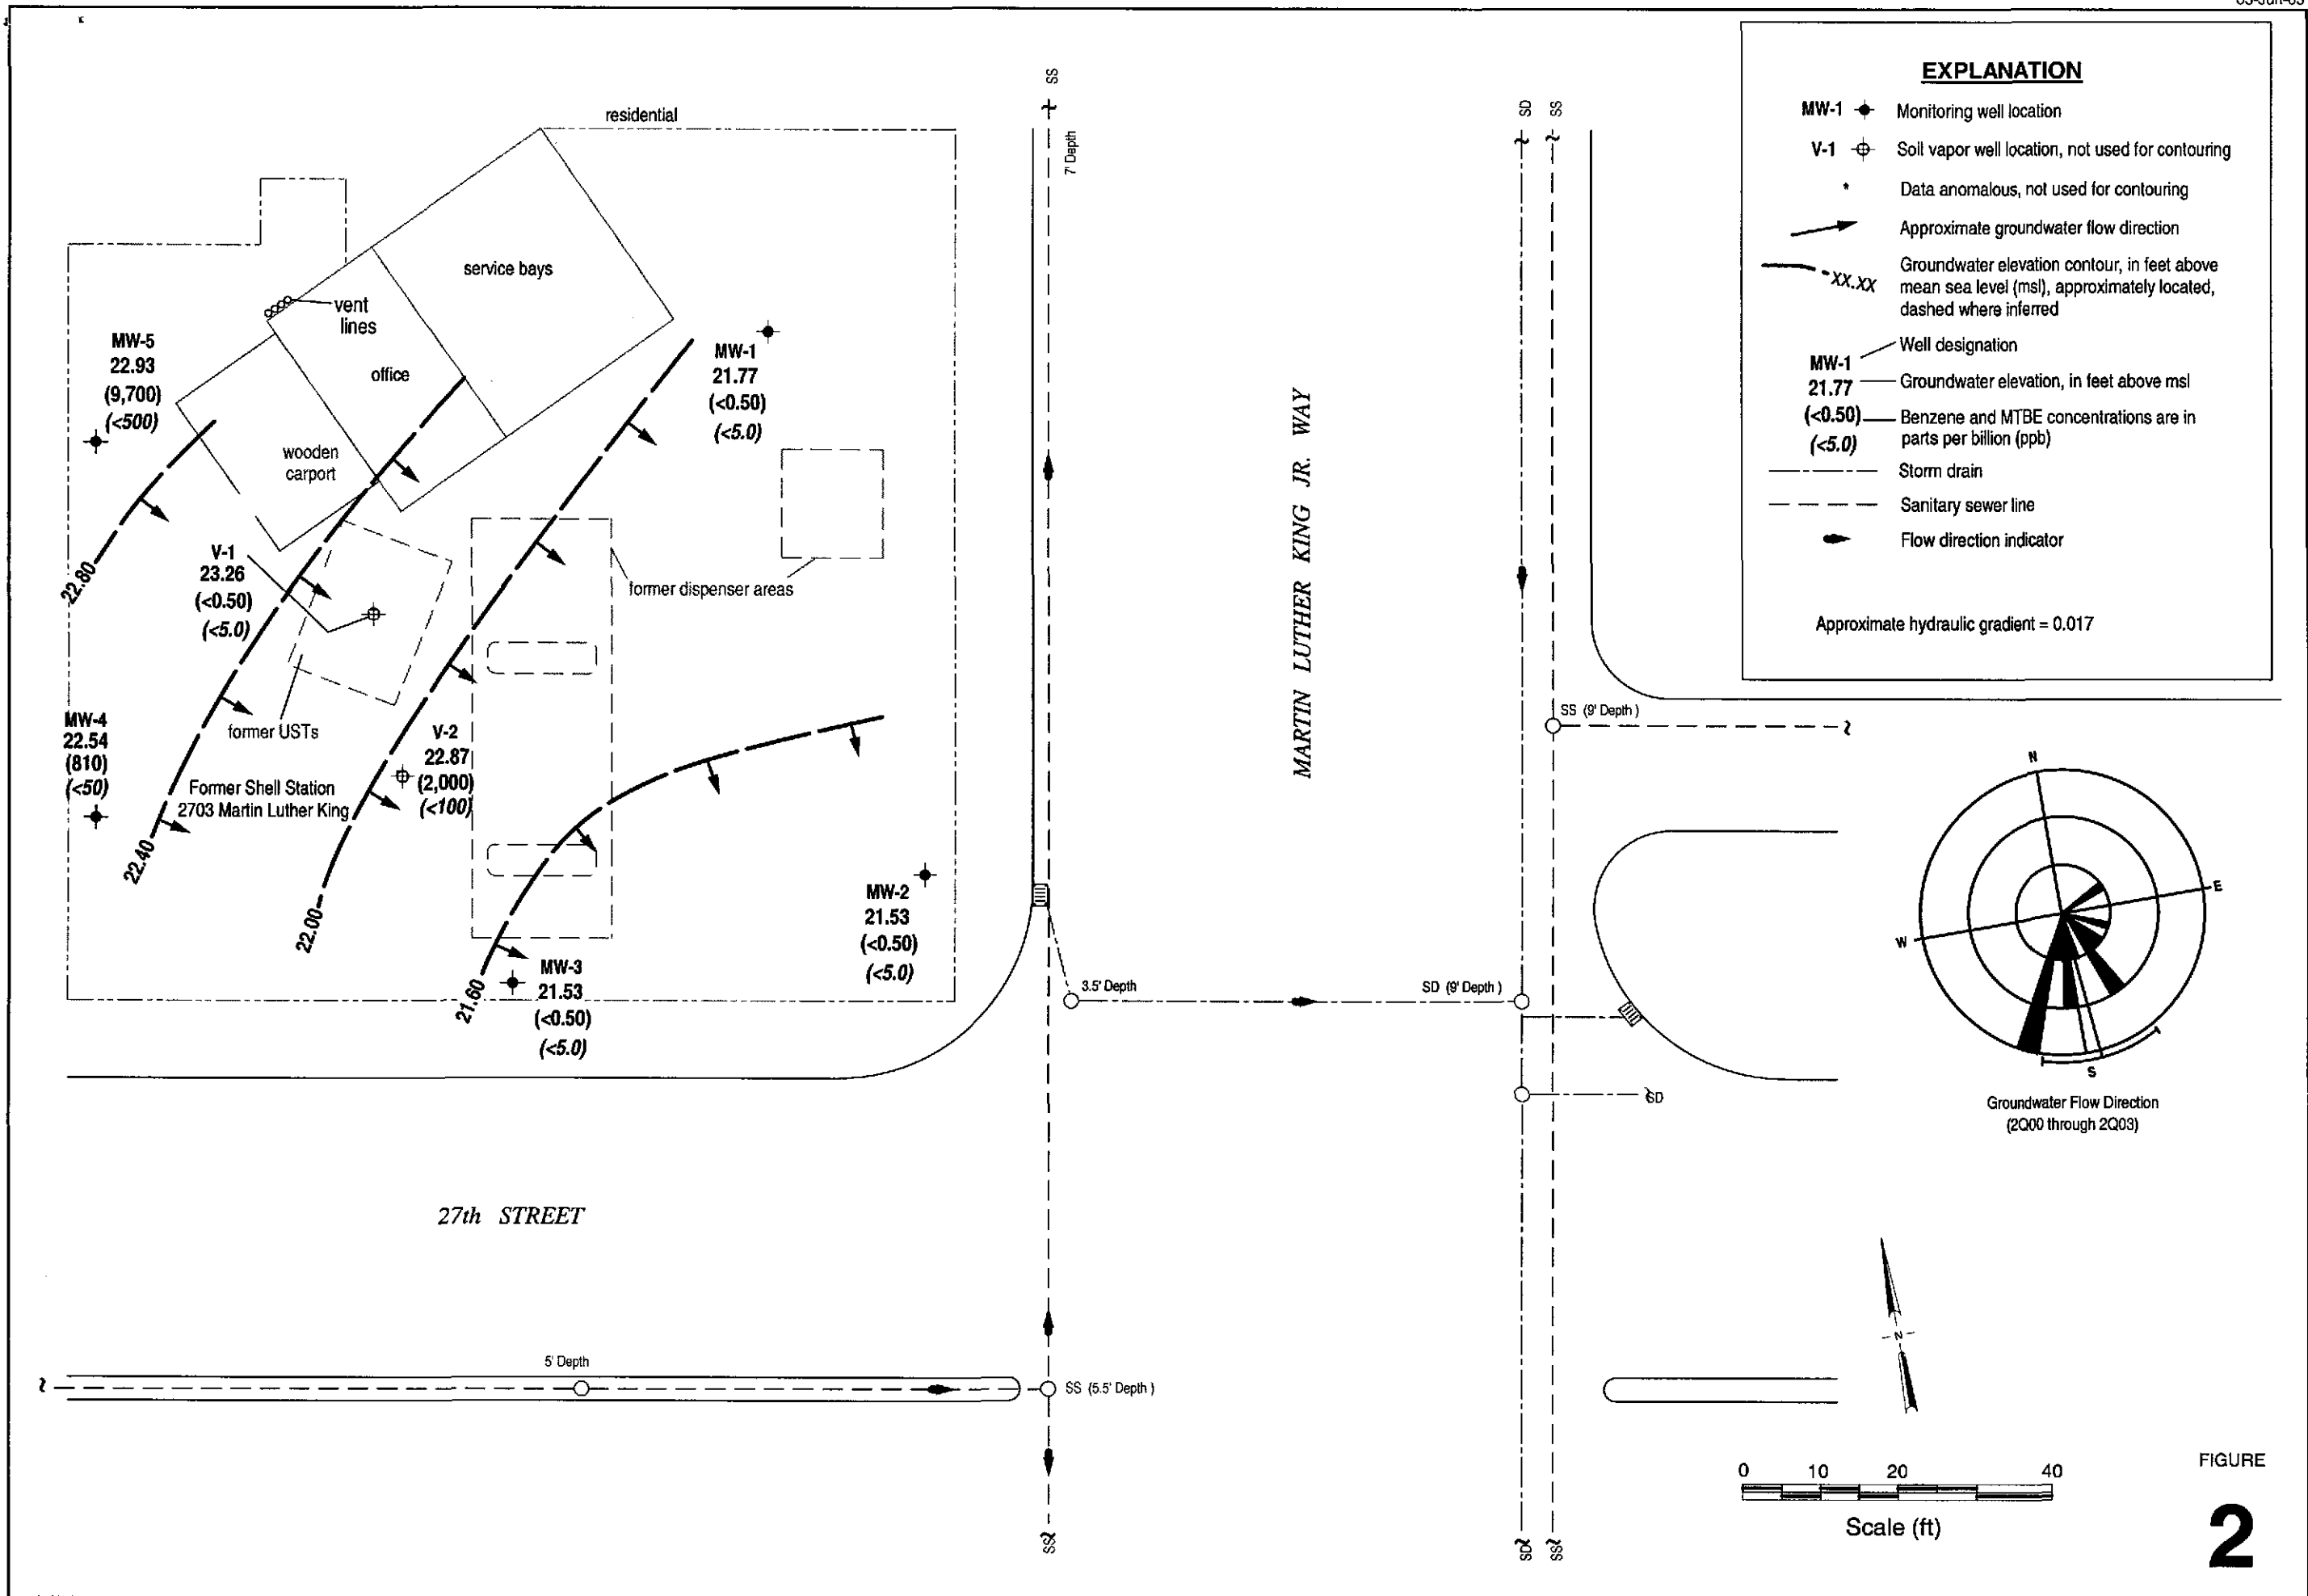 EXPLANATION
MW-1 Monitoring well location
V-1 Soil vapor well location, not used for contouring
* Data anomalous, not used for contouring
Approximate groundwater flow direction
XX.XX
Groundwater elevation contour, in feet above
mean sea level (msl), approximately located,
dashed where inferred
Well designation
MW-1
21.77 Groundwater elevation, in feet above msl
(<0.50) Benzene and MTBE concentrations are in
(<5.0) parts per billion (ppb)
Storm drain
Sanitary sewer line
Flow direction indicator
Approximate hydraulic gradient = 0.017
residential
service bays
vent
lines
office
wooden
carport
MW-5
22.93
(9,700)
(<500)
MW-1
21.77
(<0.50)
(<5.0)
22.80
V-1
23.26
(<0.50)
(<5.0)
former dispenser areas
MW-4
22.54
(810)
(<50)
former USTs
V-2
22.87
(2,000)
(<100)
Former Shell Station
2703 Martin Luther King
22.40
22.00
21.60
MW-3
21.53
(<0.50)
(<5.0)
MW-2
21.53
(<0.50)
(<5.0)
SS
7' Depth
SD
SS
MARTIN LUTHER KING JR. WAY
SS (9' Depth )
3.5' Depth
SD (9' Depth )
SD
27th STREET
5' Depth
SS (5.5' Depth )
SS
SD
SS
N
E
W
S
Groundwater Flow Direction
(2Q00 through 2Q03)
N
0 10 20 40
Scale (ft)
FIGURE
2